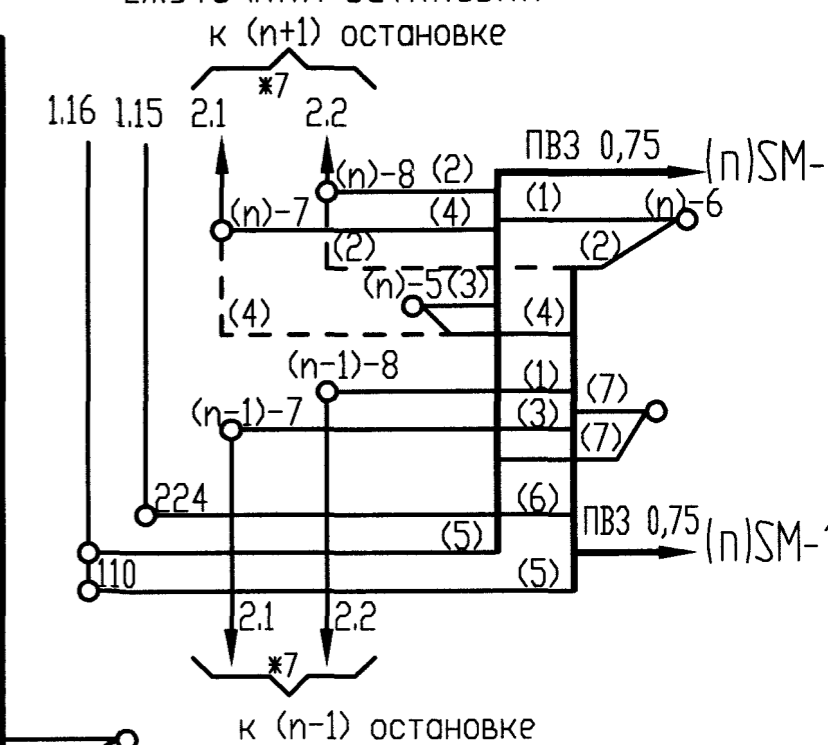 к (n+1) остановке
*7
1.16 1.15 2.1 2.2
ПВ3 0,75
(n)SM-
(n)-8 (2)
(n)-7 (4) (1) (n)-6
(2) (2)
(n)-5(3)
(4) (4)
(n-1)-8 (1) (7)
(n-1)-7 (3)
(7)
224 (6)
ПВ3 0,75
(n)SM-
(5)
110 (5)
2.1 2.2
*7
к (n-1) остановке